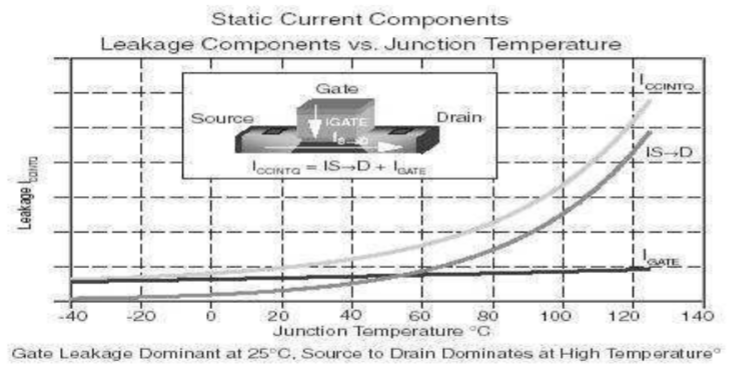 Static Current Components
Leakage Components vs. Junction Temperature
Gate
ICCINTQ
Source
IGATE
Drain
IS→D
ICCINTQ = IS→D + IGATE
IS→D
Leakage ICCINTQ
IGATE
-40 -20 0 20 40 60 80 100 120 140
Junction Temperature °C
Gate Leakage Dominant at 25°C, Source to Drain Dominates at High Temperature°